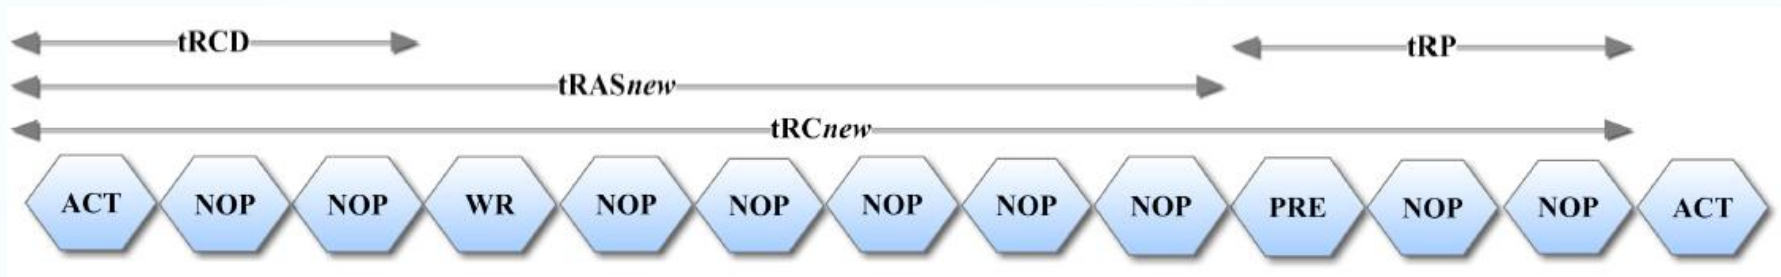 tRCD
tRP
tRASnew
tRCnew
ACT NOP NOP WR NOP NOP NOP NOP NOP PRE NOP NOP ACT